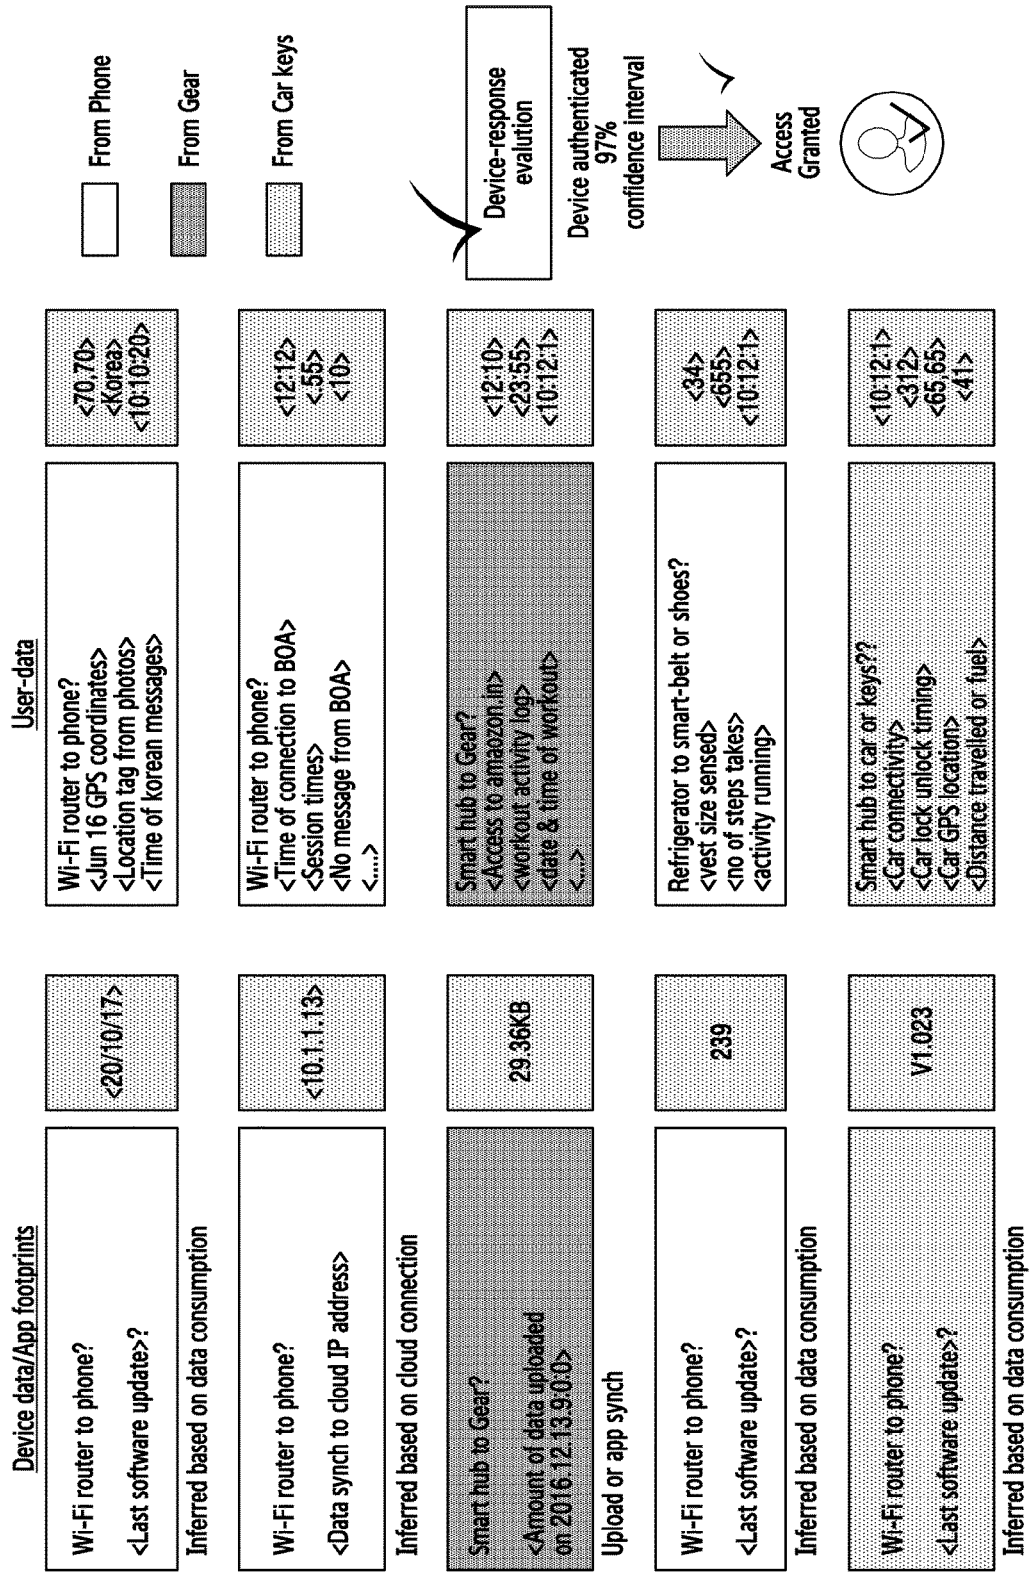 Device data/App footprints
Wi-Fi router to phone?
<Last software update>?
Inferred based on data consumption
<20/10/17>
Wi-Fi router to phone?
<Data synch to cloud IP address>
Inferred based on cloud connection
<10.1.1.13>
Smart hub to Gear?
<Amount of data uploaded
on 2016.12.13.9:0:0>
Upload or app synch
29.36KB
Wi-Fi router to phone?
<Last software update>?
Inferred based on data consumption
239
Wi-Fi router to phone?
<Last software update>?
Inferred based on data consumption
V1.023
User-data
Wi-Fi router to phone?
<Jun 16 GPS coordinates>
<Location tag from photos>
<Time of korean messages>
<70.70>
<Korea>
<10:10:20>
Wi-Fi router to phone?
<Time of connection to BOA>
<Session times>
<No message from BOA>
<...>
<12:12>
<.55>
<10>
Smart hub to Gear?
<Access to amaozon.in>
<workout activity log>
<date & time of workout>
<...>
<12:10>
<23:55>
<10:12:1>
Refrigerator to smart-belt or shoes?
<vest size sensed>
<no of steps takes>
<activity running>
<34>
<655>
<10:12:1>
Smart hub to car or keys??
<Car connectivity>
<Car lock unlock timing>
<Car GPS location>
<Distance travelled or fuel>
<10:12:1>
<312>
<65.65>
<41>
From Phone
From Gear
From Car keys
Device-response
evalution
Device authenticated
97%
confidence interval
Access
Granted